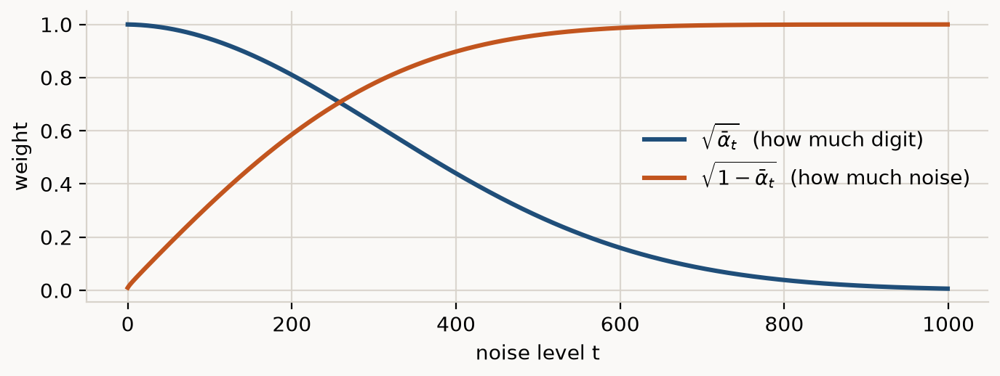 1.0
0.8
0.6
0.4
0.2
0.0
weight
√ᾱₜ (how much digit)
√1 − ᾱₜ (how much noise)
0 200 400 600 800 1000
noise level t